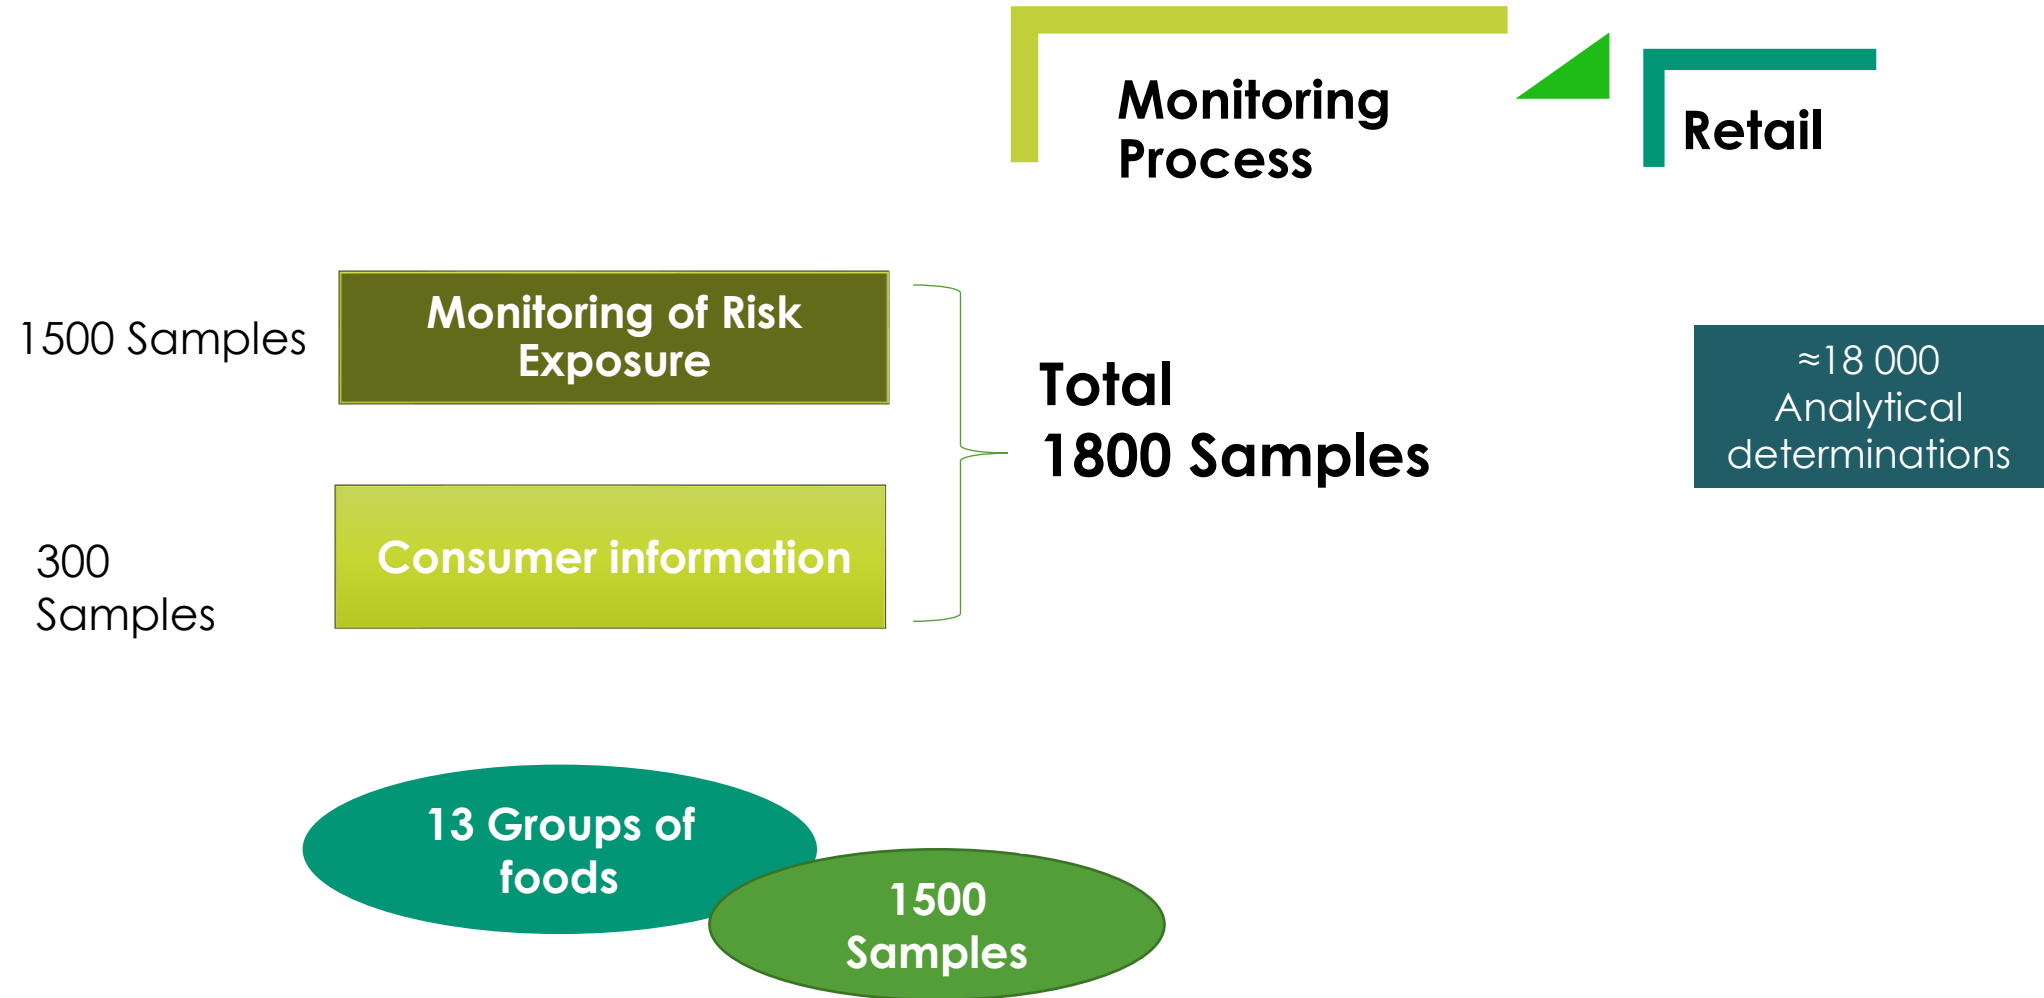 Monitoring
Process
Retail
1500 Samples
Monitoring of Risk
Exposure
Total
1800 Samples
≈18 000
Analytical
determinations
300
Samples
Consumer information
13 Groups of
foods
1500
Samples